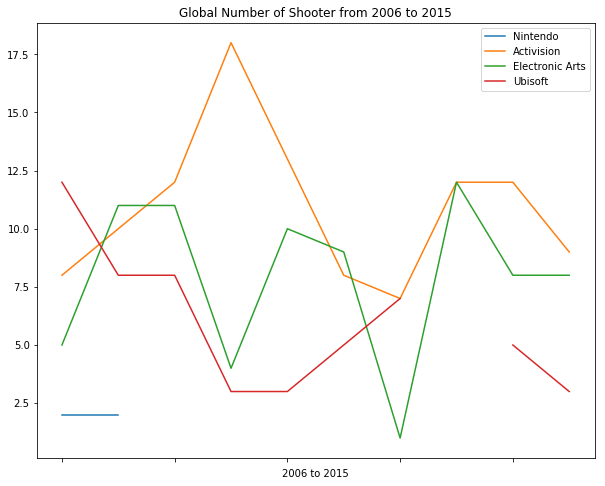 Global Number of Shooter from 2006 to 2015
Nintendo
Activision
Electronic Arts
Ubisoft
17.5
15.0
12.5
10.0
7.5
5.0
2.5
2006 to 2015